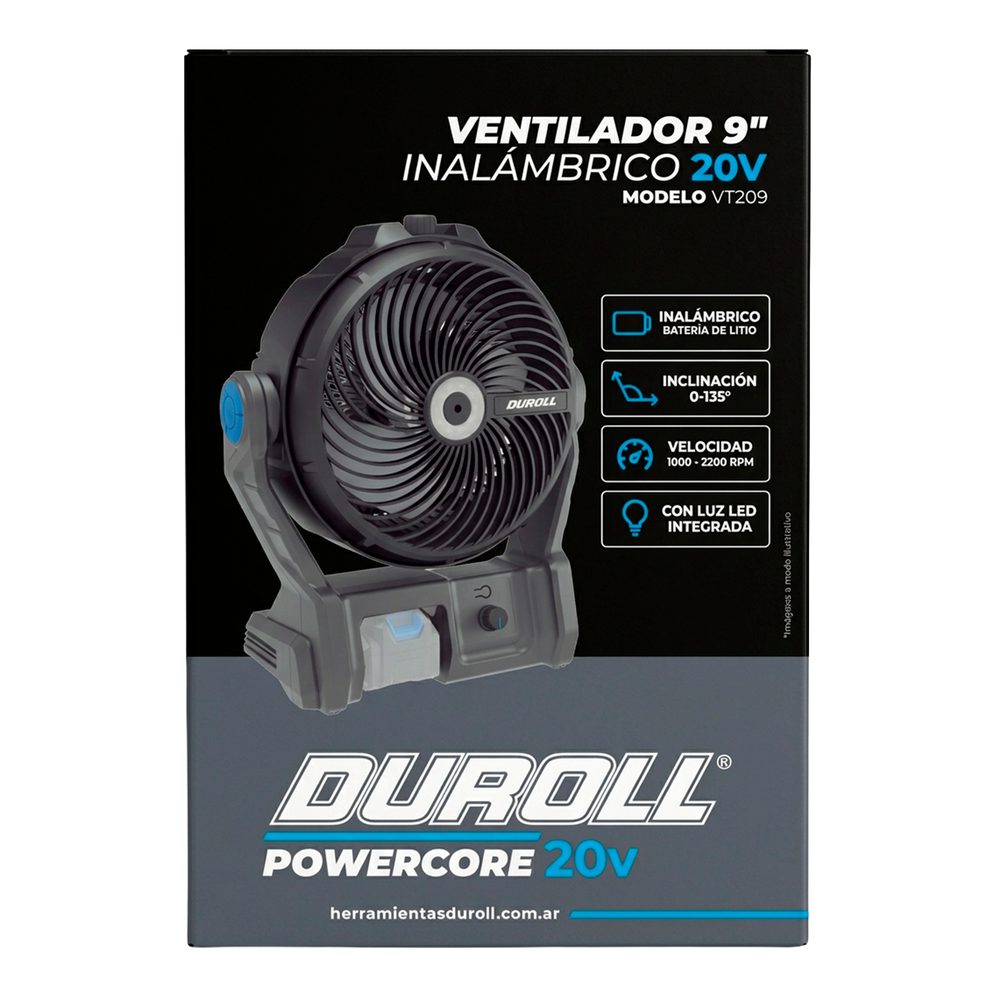 VENTILADOR 9"
INALÁMBRICO 20V
MODELO VT209
INALÁMBRICO
BATERÍA DE LITIO
INCLINACIÓN
0-135º
VELOCIDAD
1000 - 2200 RPM
CON LUZ LED
INTEGRADA
DUROLL
*Imágenes a modo ilustrativo
DUROLL®
POWERCORE 20V
herramientasduroll.com.ar